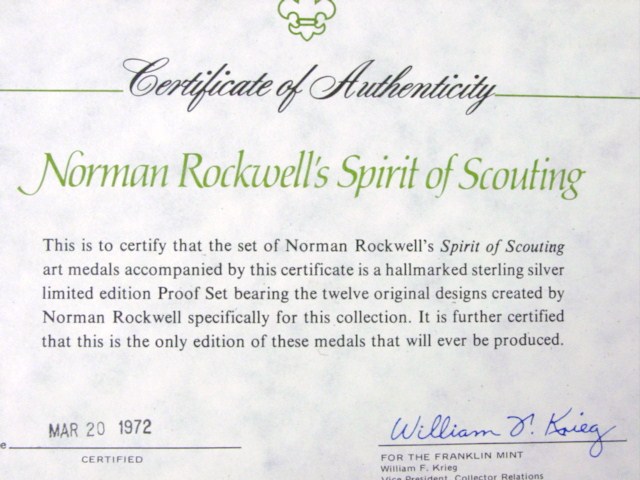 Certificate of Authenticity
Norman Rockwell's Spirit of Scouting
This is to certify that the set of Norman Rockwell's Spirit of Scouting
art medals accompanied by this certificate is a hallmarked sterling silver
limited edition Proof Set bearing the twelve original designs created by
Norman Rockwell specifically for this collection. It is further certified
that this is the only edition of these medals that will ever be produced.
MAR 20 1972
CERTIFIED
William F. Krieg
FOR THE FRANKLIN MINT
William F. Krieg
Vice President, Collector Relations